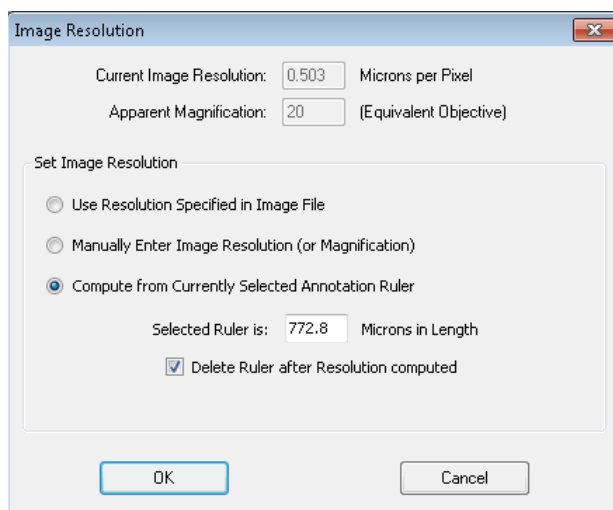 Image Resolution
Current Image Resolution: 0.503 Microns per Pixel
Apparent Magnification: 20 (Equivalent Objective)
Set Image Resolution
Use Resolution Specified in Image File
Manually Enter Image Resolution (or Magnification)
Compute from Currently Selected Annotation Ruler
Selected Ruler is: 772.8 Microns in Length
Delete Ruler after Resolution computed
OK Cancel